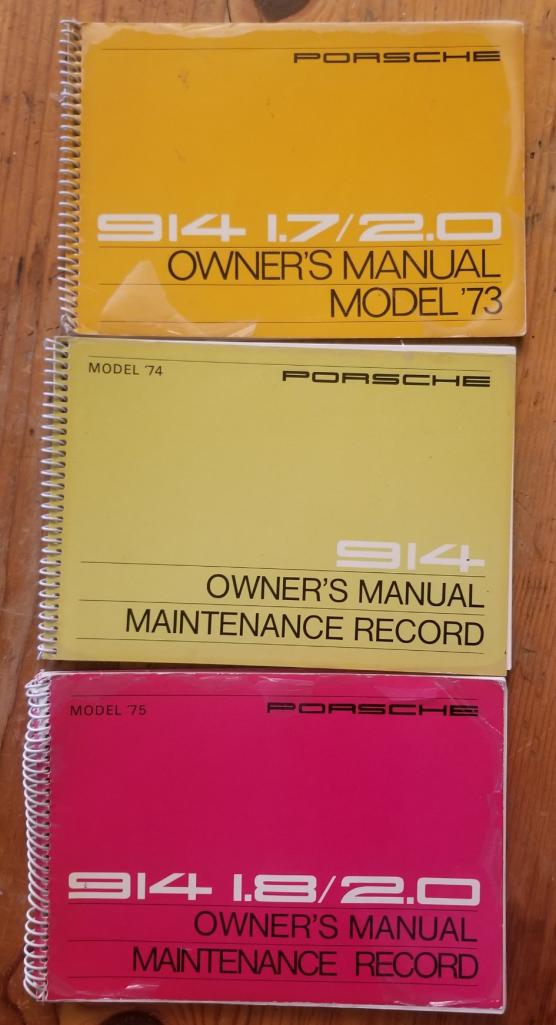 PORSCHE
914 1.7/2.0
OWNER'S MANUAL
MODEL '73
MODEL '74 PORSCHE
914
OWNER'S MANUAL
MAINTENANCE RECORD
MODEL '75 PORSCHE
914 1.8/2.0
OWNER'S MANUAL
MAINTENANCE RECORD